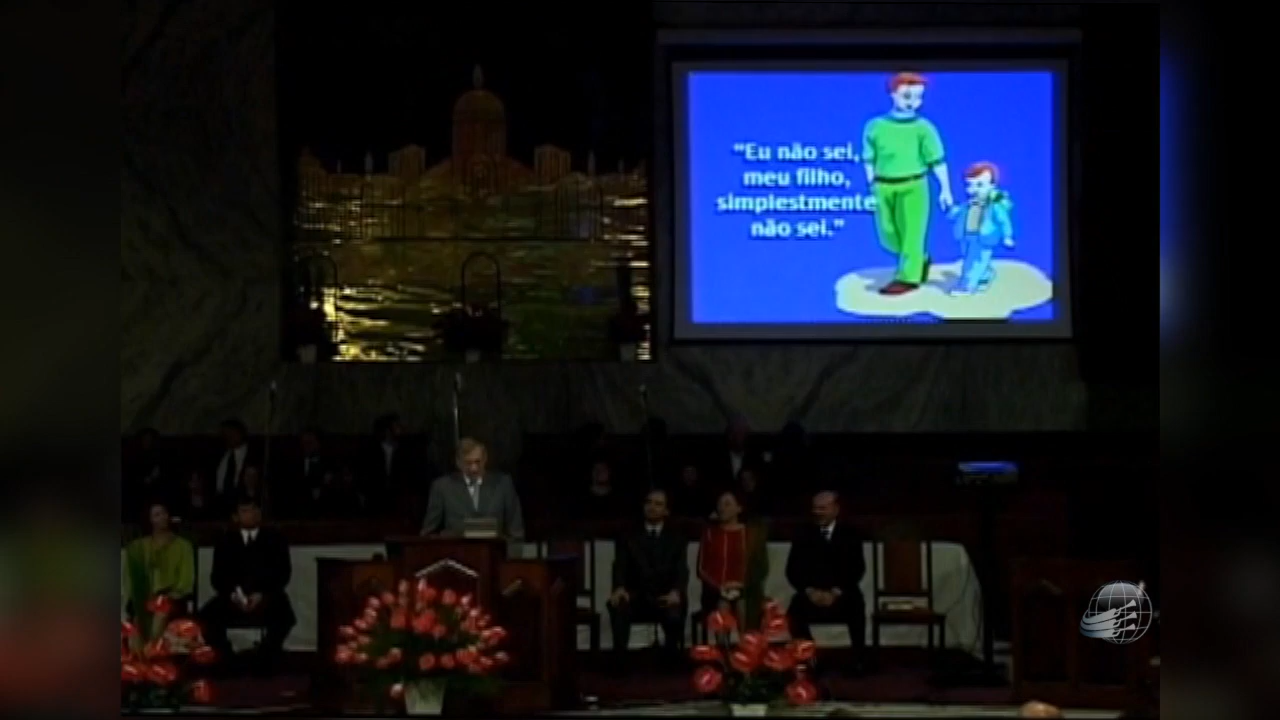 "Eu não sei,
meu filho,
simplestmente
não sei."